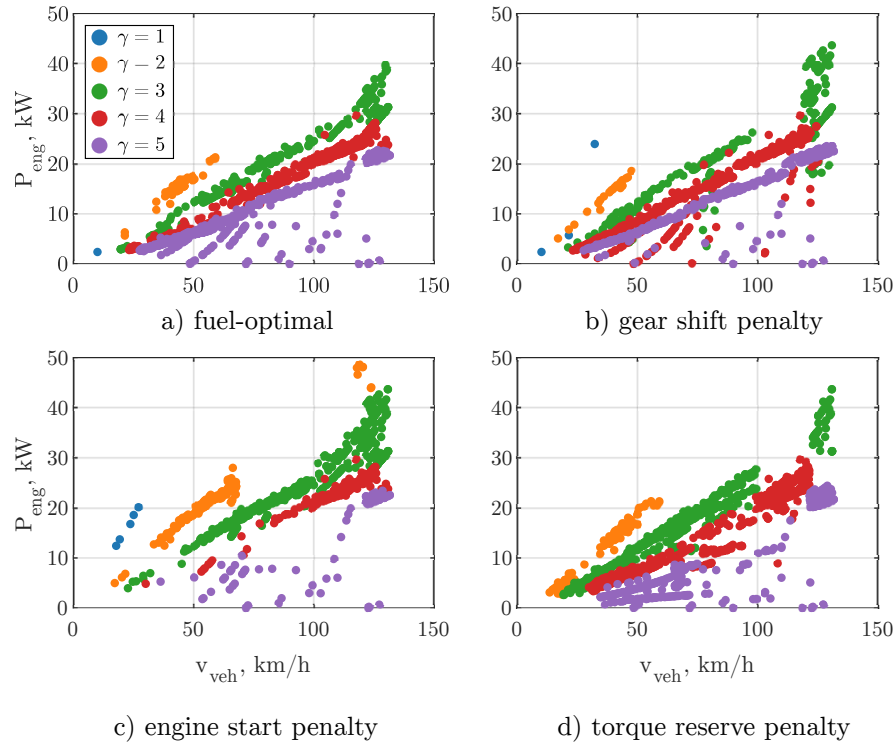 50
40
30
20
10
0
P_eng, kW
γ = 1
γ − 2
γ = 3
γ = 4
γ = 5
0 50 100 150
a) fuel-optimal
50
40
30
20
10
0
0 50 100 150
b) gear shift penalty
50
40
30
20
10
0
P_eng, kW
0 50 100 150
v_veh, km/h
c) engine start penalty
50
40
30
20
10
0
0 50 100 150
v_veh, km/h
d) torque reserve penalty